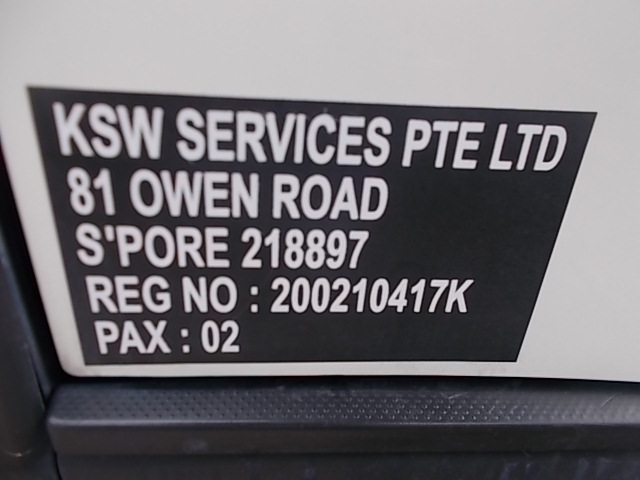 KSW SERVICES PTE LTD
81 OWEN ROAD
S'PORE 218897
REG NO : 200210417K
PAX : 02